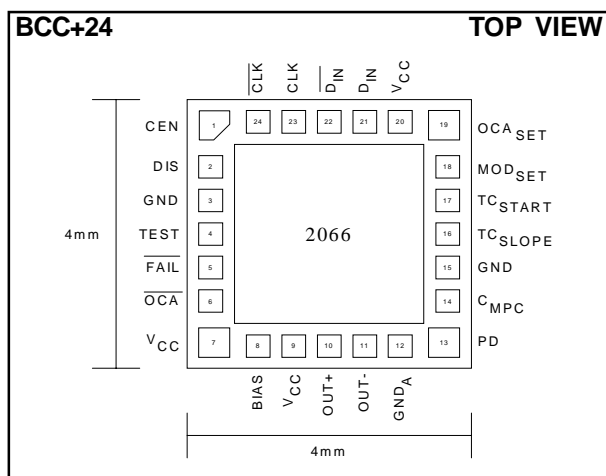 BCC+24 TOP VIEW
CLK CLK DIN DIN VCC
24 23 22 21 20
CEN 1 19 OCASET
DIS 2 18 MODSET
GND 3 17 TCSTART
4mm TEST 4 2066 16 TCSLOPE
FAIL 5 15 GND
OCA 6 14 CMPC
VCC 7 8 9 10 11 12 13 PD
BIAS VCC OUT+ OUT- GNDA
4mm